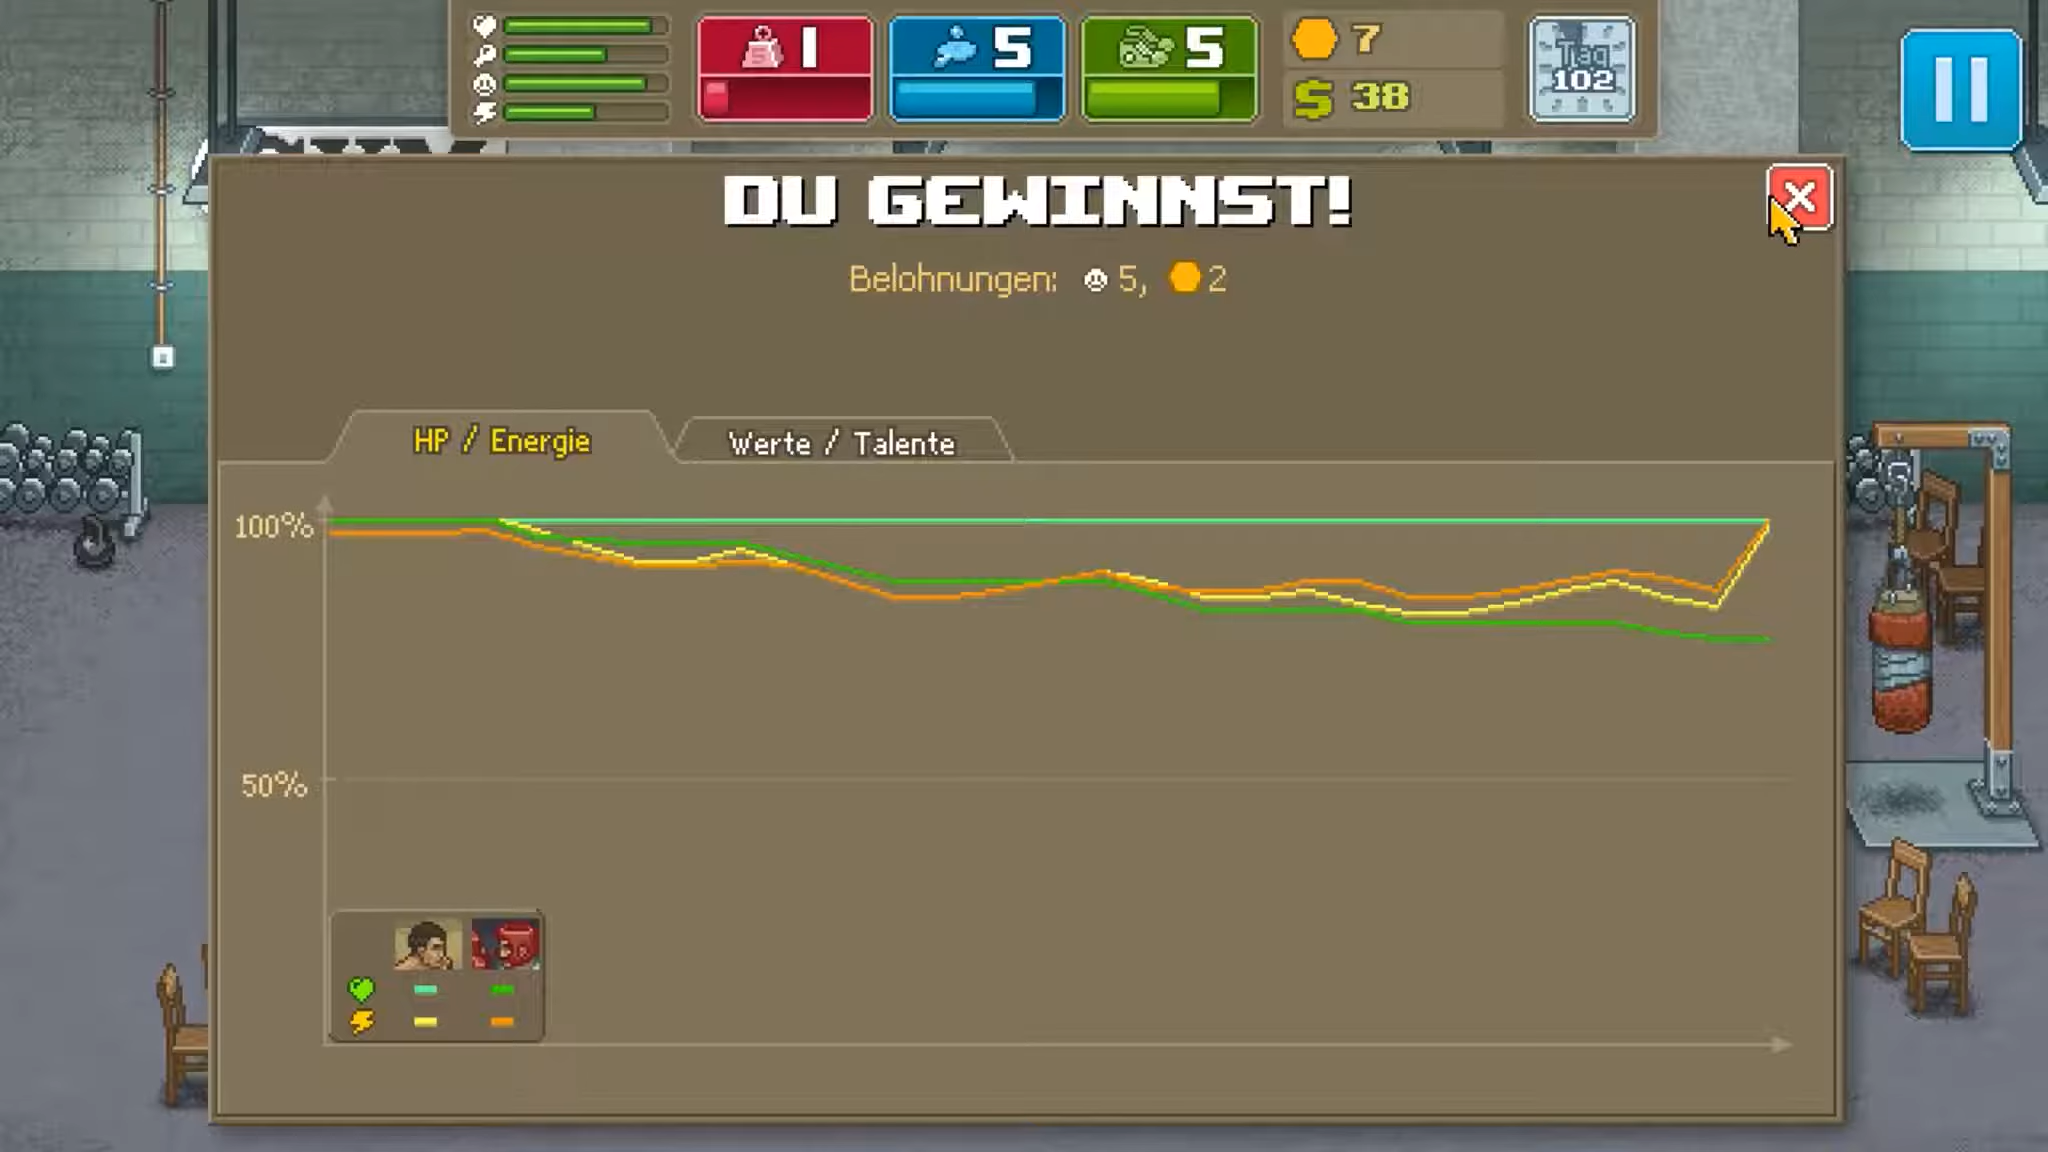 1
5
5
7
$ 38
Tag
102
DU GEWINNST!
Belohnungen: 5, 2
HP / Energie
Werte / Talente
100%
50%